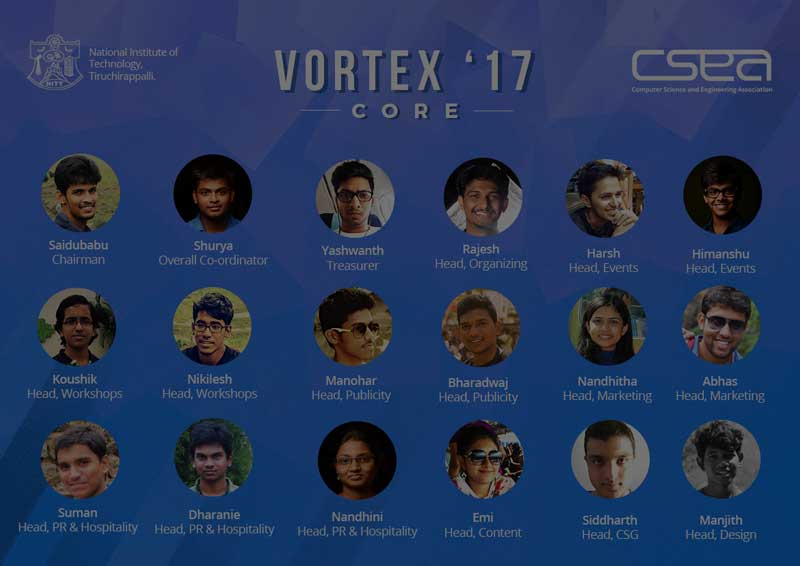 National Institute of
Technology,
Tiruchirappalli.
NITT
VORTEX ‘17
CORE
csea
Computer Science and Engineering Association
Saidubabu
Chairman
Shurya
Overall Co-ordinator
Yashwanth
Treasurer
Rajesh
Head, Organizing
Harsh
Head, Events
Himanshu
Head, Events
Koushik
Head, Workshops
Nikilesh
Head, Workshops
Manohar
Head, Publicity
Bharadwaj
Head, Publicity
Nandhitha
Head, Marketing
Abhas
Head, Marketing
Suman
Head, PR & Hospitality
Dharanie
Head, PR & Hospitality
Nandhini
Head, PR & Hospitality
Emi
Head, Content
Siddharth
Head, CSG
Manjith
Head, Design